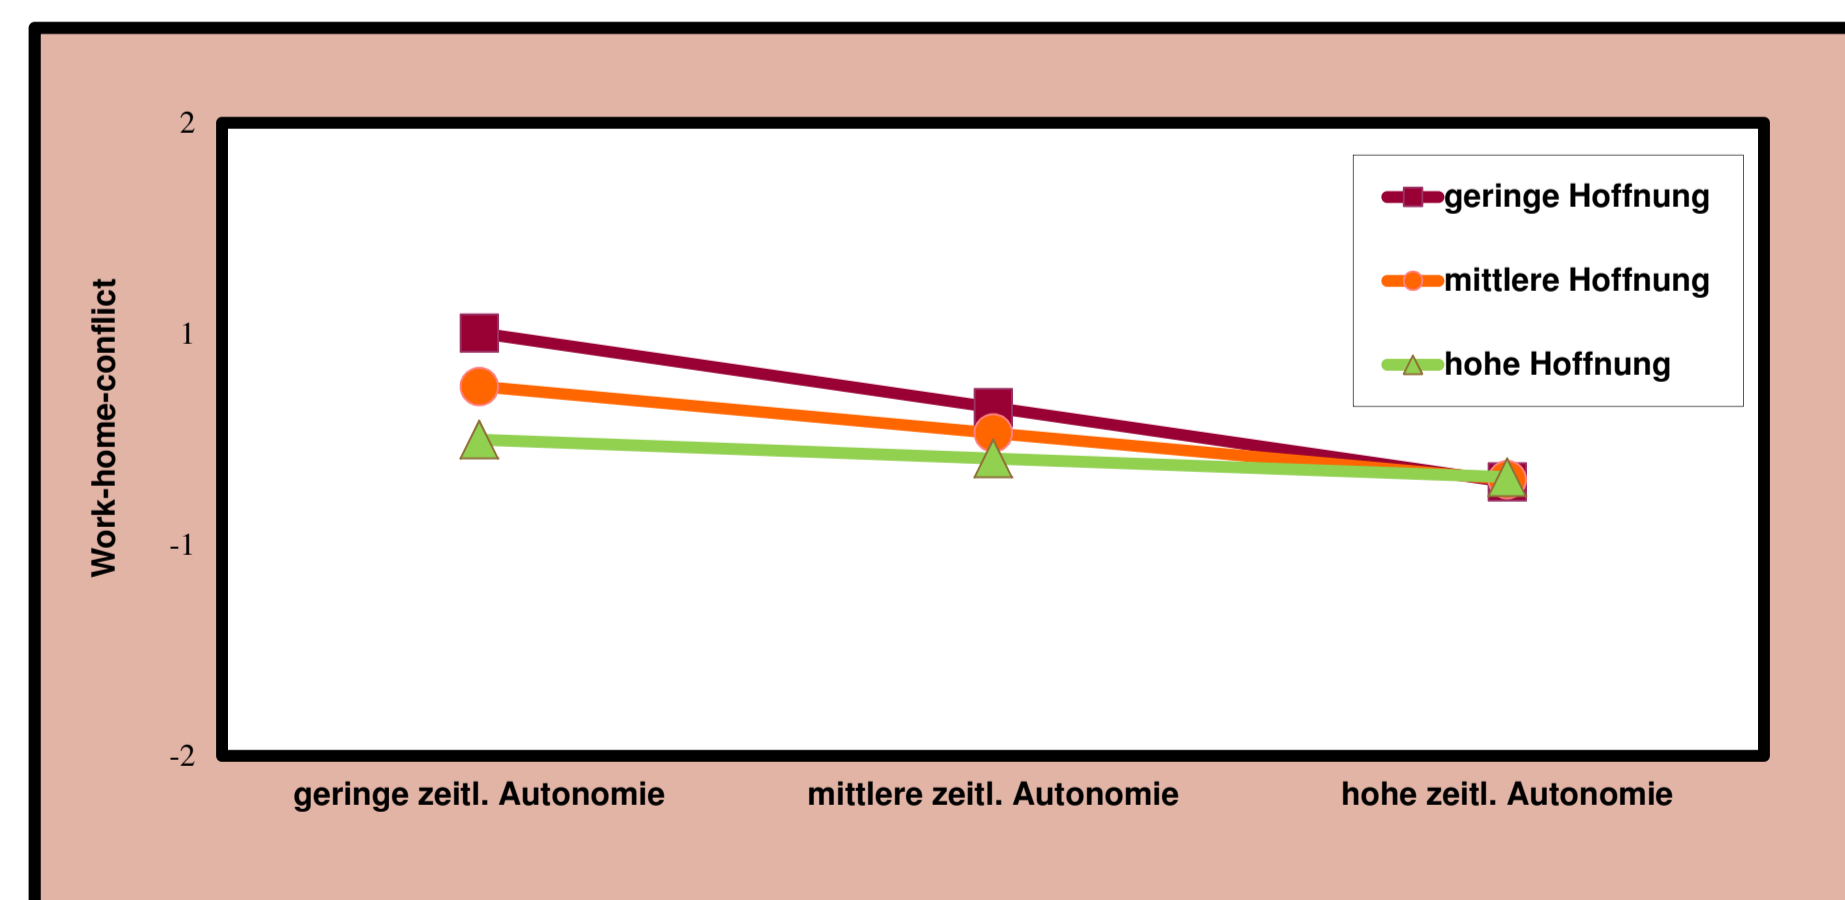 2
1
-1
-2
Work-home-conflict
geringe Hoffnung
mittlere Hoffnung
hohe Hoffnung
geringe zeitl. Autonomie
mittlere zeitl. Autonomie
hohe zeitl. Autonomie